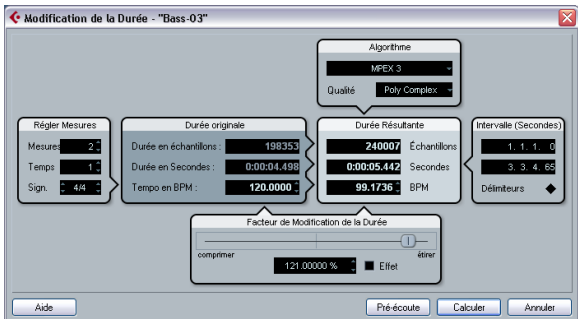 Modification de la Durée - "Bass-03"
Algorithme
MPEX 3
Qualité Poly Complex
Régler Mesures
Mesures 2
Temps 1
Sign. 4/4
Durée originale
Durée en échantillons : 198353
Durée en Secondes : 0:00:04.498
Tempo en BPM : 120.0000
Durée Résultante
240007 Échantillons
0:00:05.442 Secondes
99.1736 BPM
Intervalle (Secondes)
1. 1. 1. 0
3. 3. 4. 65
Délimiteurs
Facteur de Modification de la Durée
comprimer étirer
121.00000 % Effet
Aide Pré-écoute Calculer Annuler